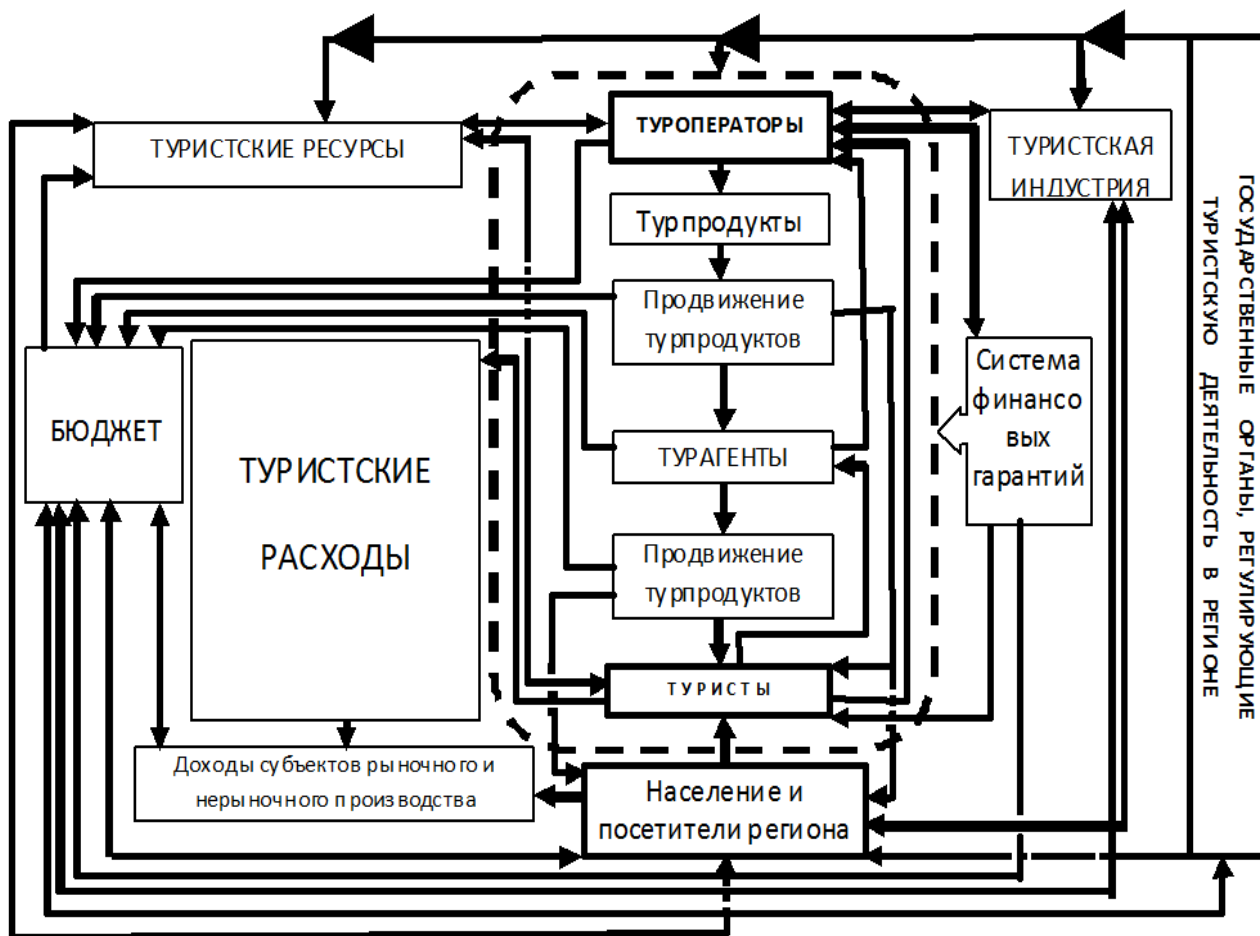 ТУРОПЕРАТОРЫ
ТУРИСТСКИЕ РЕСУРСЫ
ТУРИСТСКАЯ
ИНДУСТРИЯ
Турпродукты
Продвижение
турпродуктов
БЮДЖЕТ
ТУРИСТСКИЕ
РАСХОДЫ
ТУРАГЕНТЫ
Система
финансо
вых
гарантий
Продвижение
турпродуктов
ТУРИСТЫ
Доходы субъектов рыночного и
нерыночного производства
Население и
посетители региона
ГОСУДАРСТВЕННЫЕ ОРГАНЫ, РЕГУЛИРУЮЩИЕ
ТУРИСТСКУЮ ДЕЯТЕЛЬНОСТЬ В РЕГИОНЕ